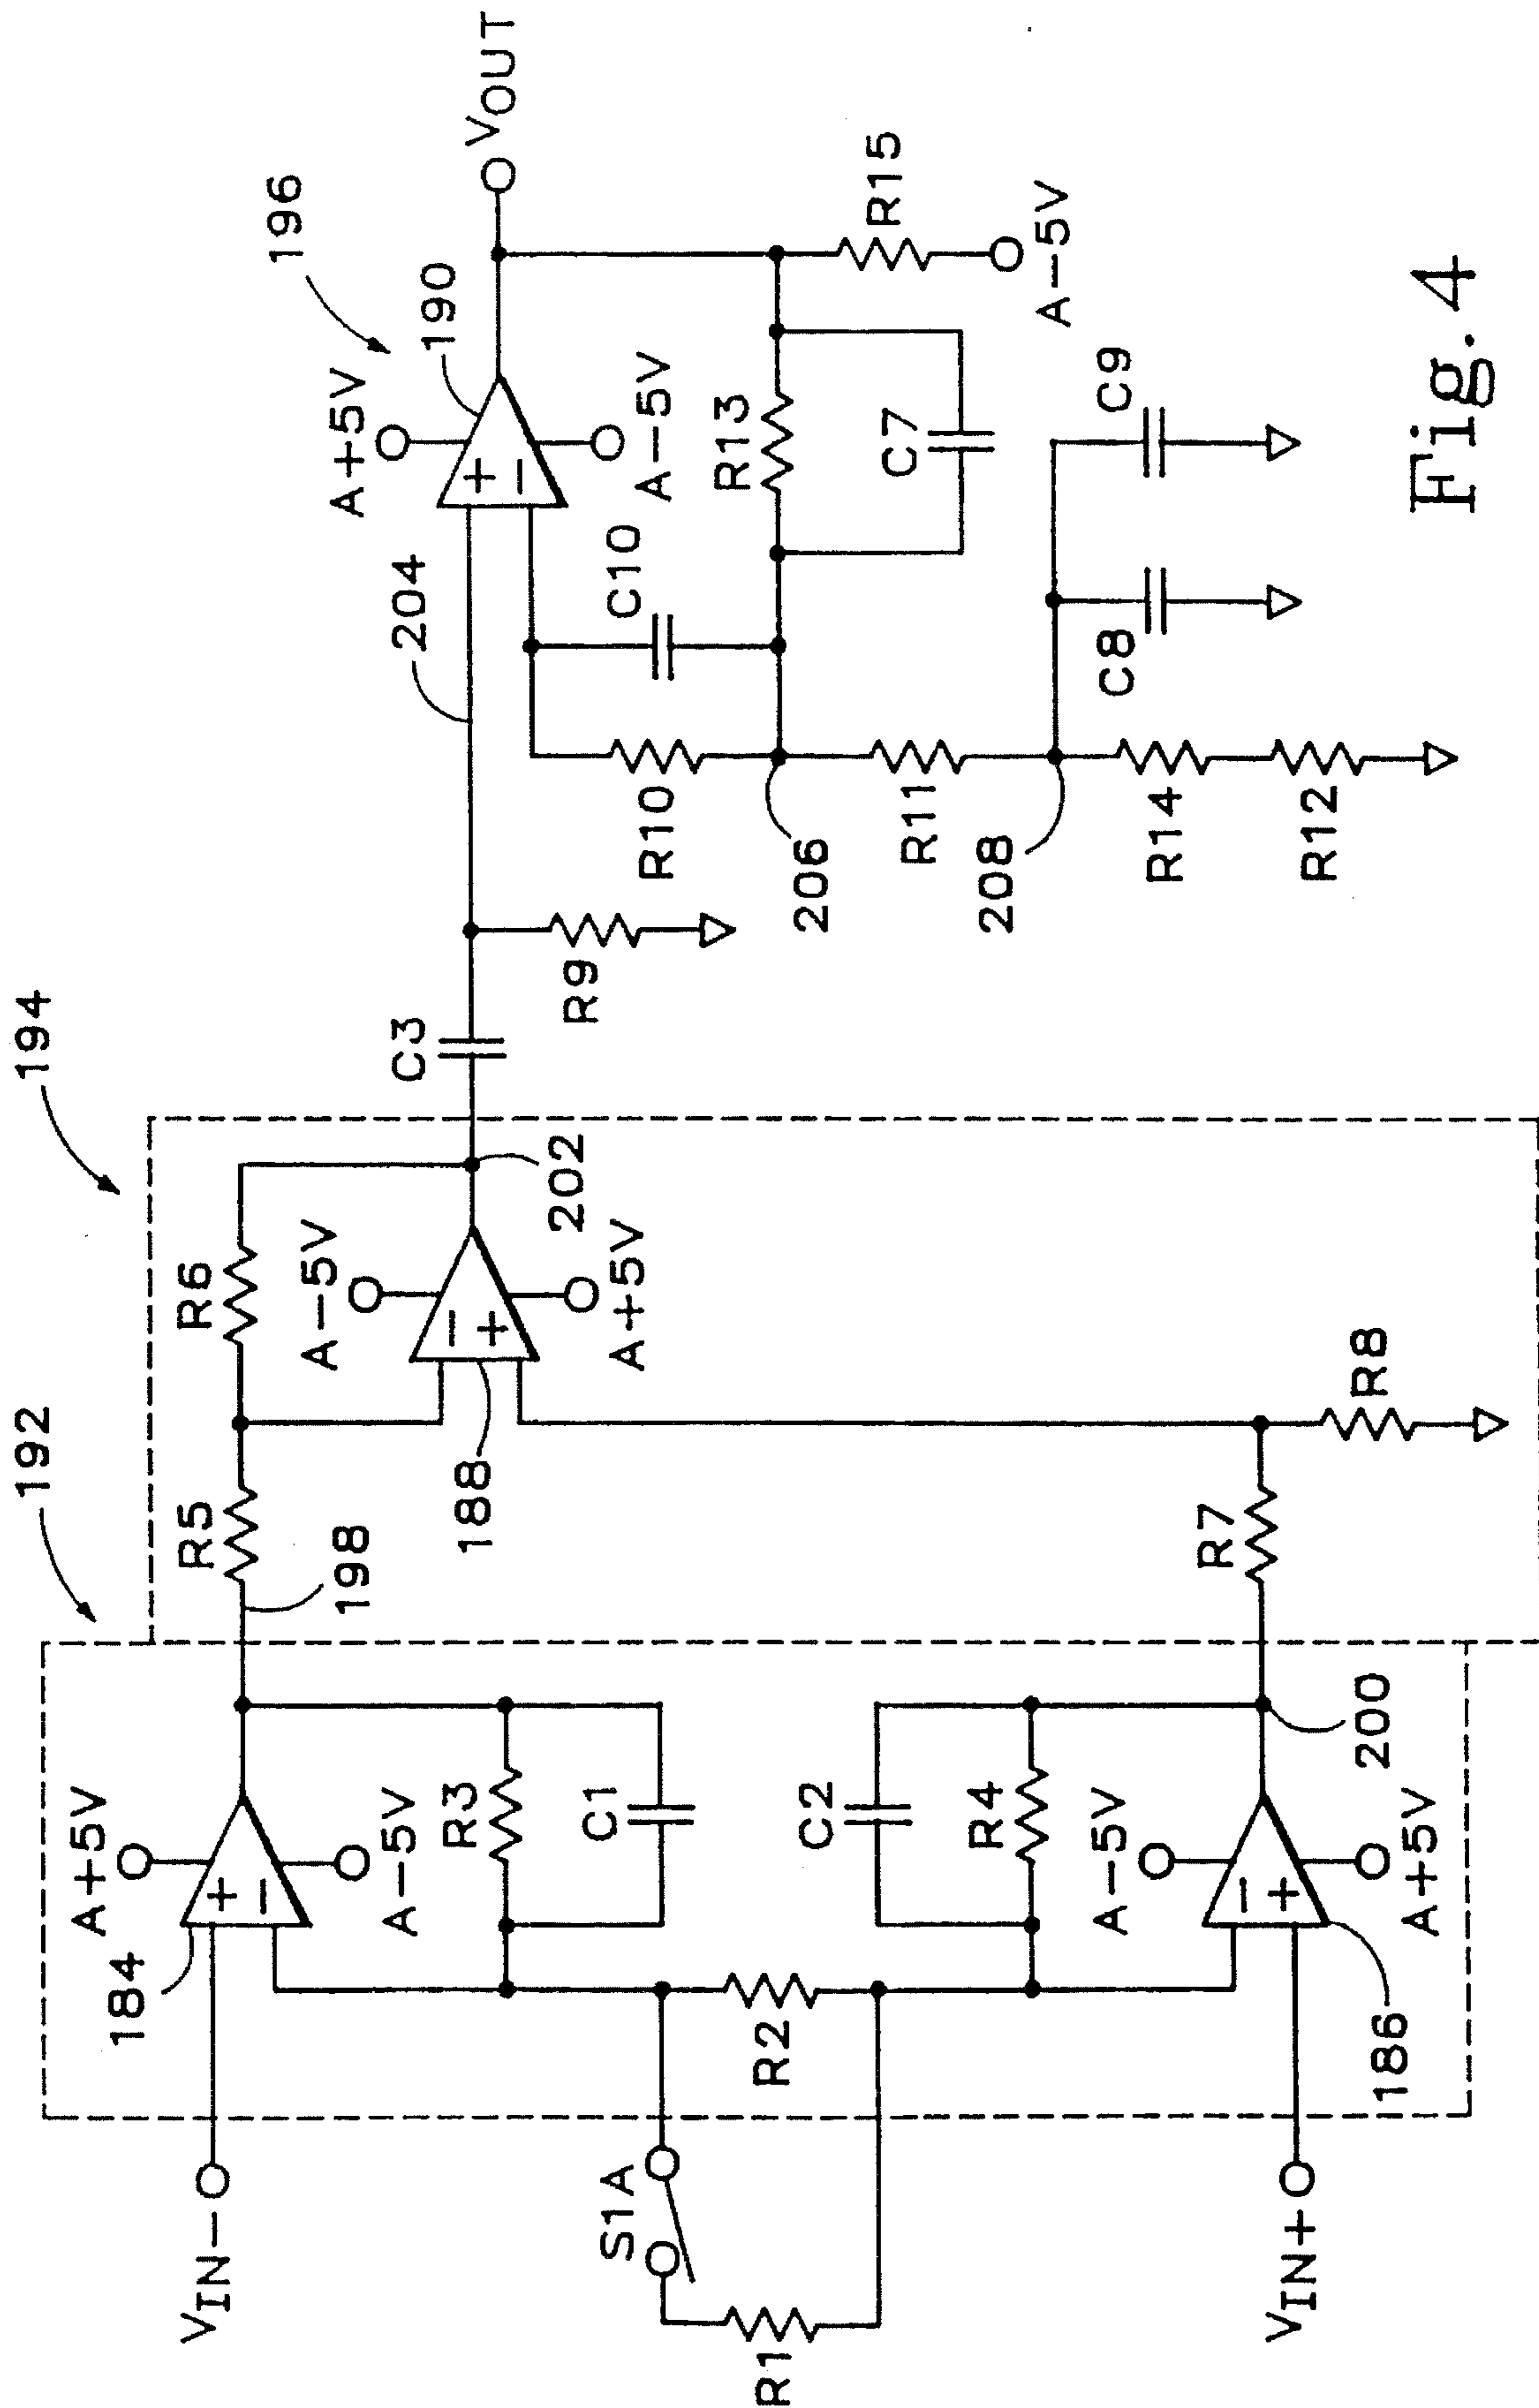 192
194
196
A+5V
184
A−5V
R3
C1
C2
R4
A−5V
A+5V
186
200
R2
S1A
R1
VIN−
VIN+
R5
198
R6
A−5V
A+5V
188
202
R7
R8
C3
R9
204
A+5V
190
A−5V
VOUT
C10
R10
206
R13
C7
R15
A−5V
R11
208
C8
C9
R14
R12
Fig. 4